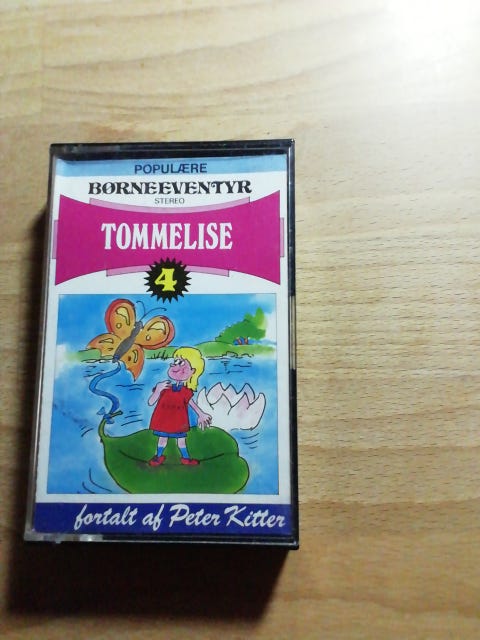 POPULÆRE
BØRNEEVENTYR
STEREO
TOMMELISE
4
fortalt af Peter Kitter